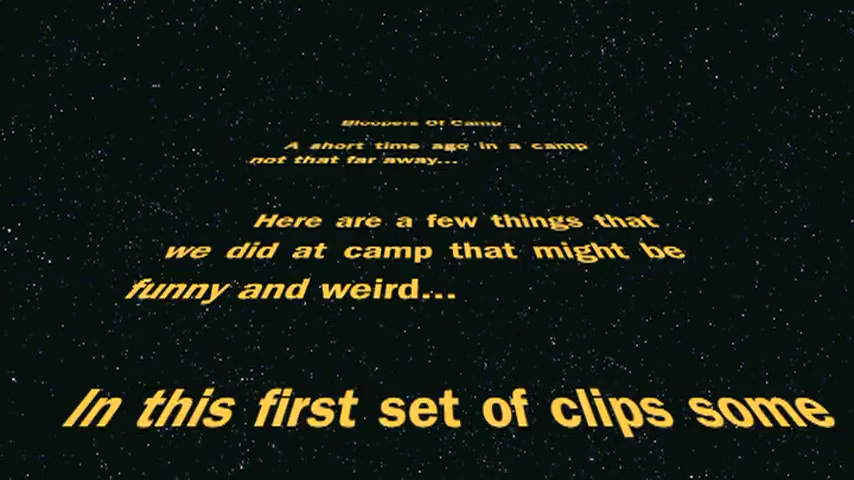 Bloopers Of Camp
A short time ago in a camp
not that far away...
Here are a few things that
we did at camp that might be
funny and weird...
In this first set of clips some